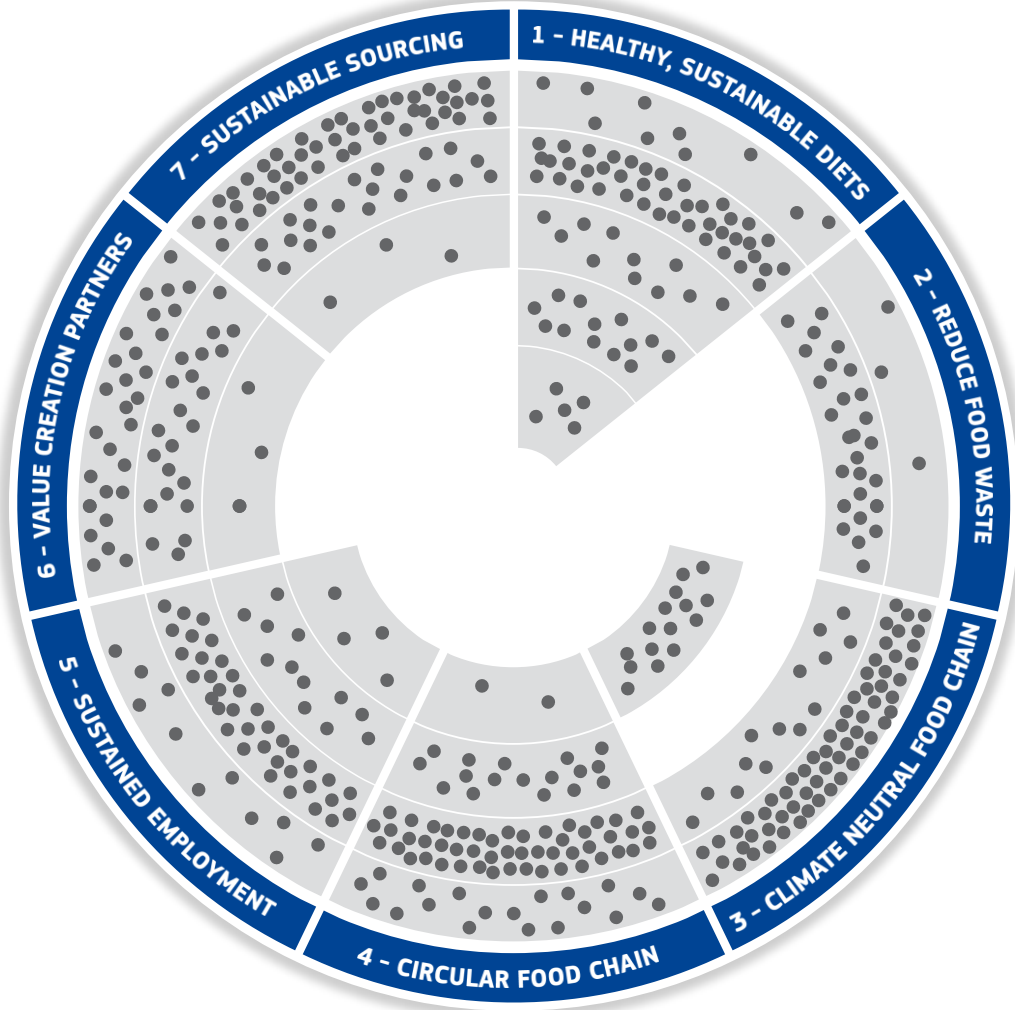 1 – HEALTHY, SUSTAINABLE DIETS
2 – REDUCE FOOD WASTE
3 – CLIMATE NEUTRAL FOOD CHAIN
4 – CIRCULAR FOOD CHAIN
5 – SUSTAINED EMPLOYMENT
6 – VALUE CREATION PARTNERS
7 – SUSTAINABLE SOURCING